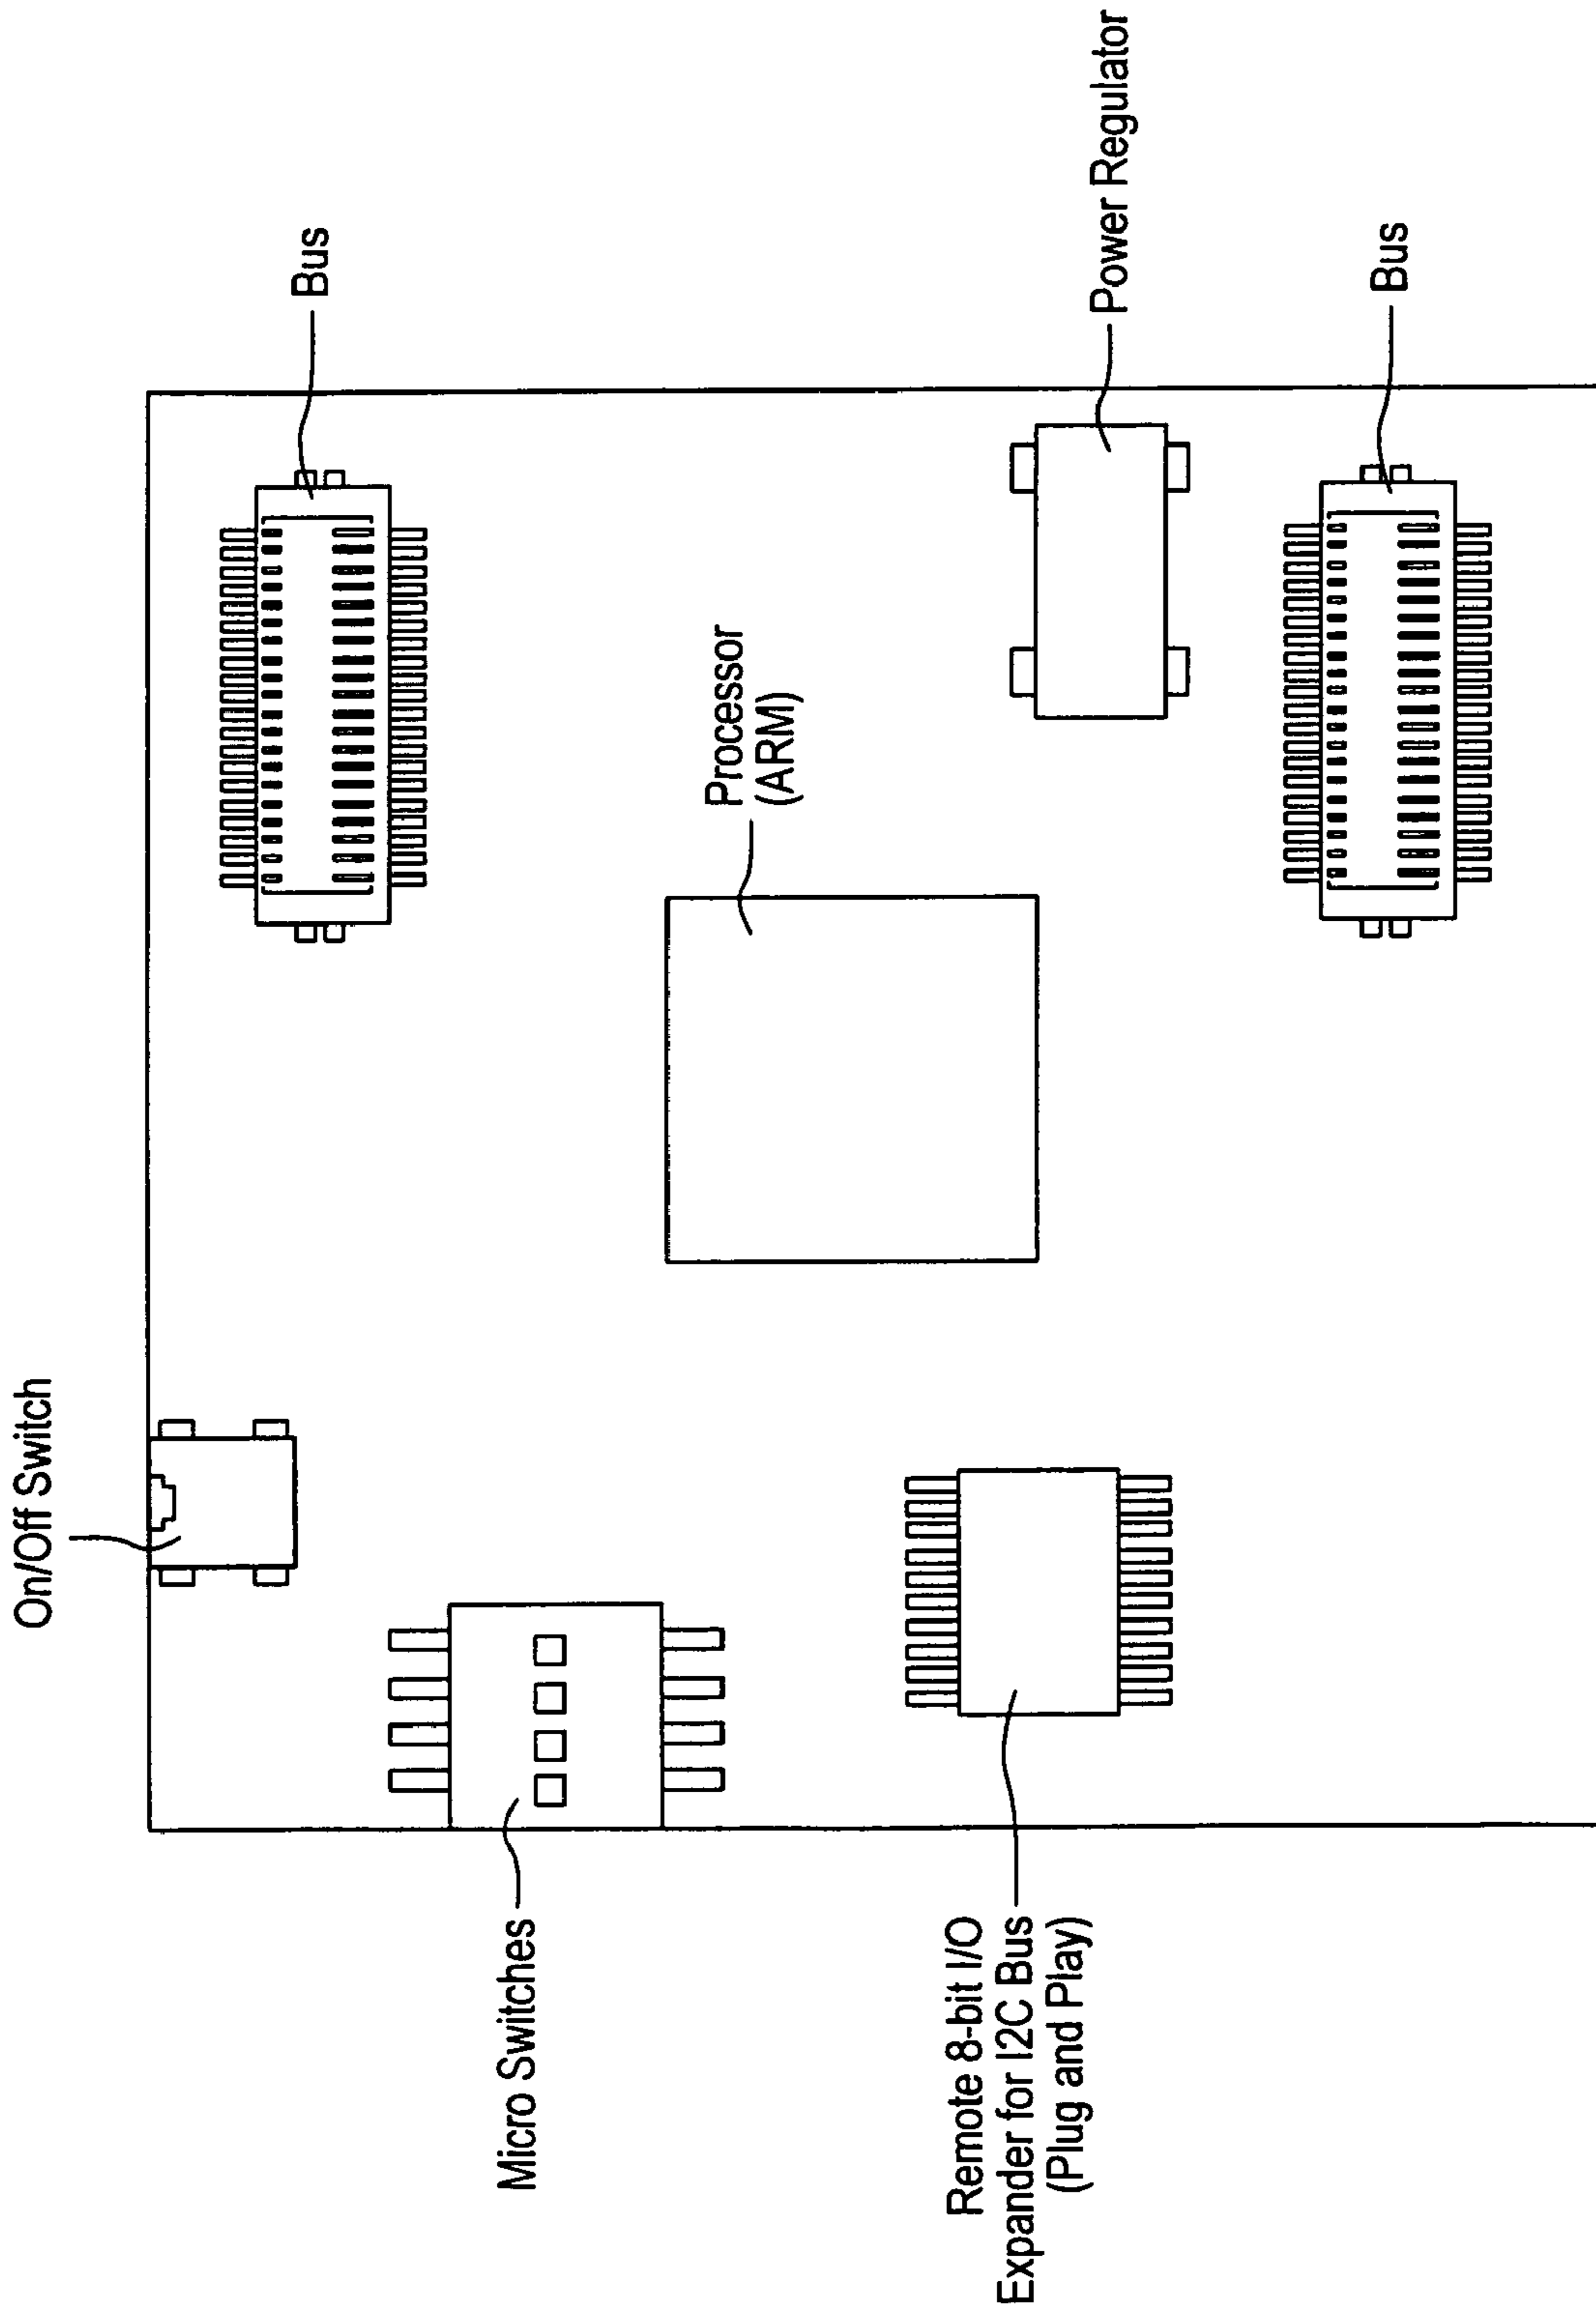 On/Off Switch
Micro Switches
Remote 8-bit I/O
Expander for I2C Bus
(Plug and Play)
Bus
Processor
(ARM)
Power Regulator
Bus